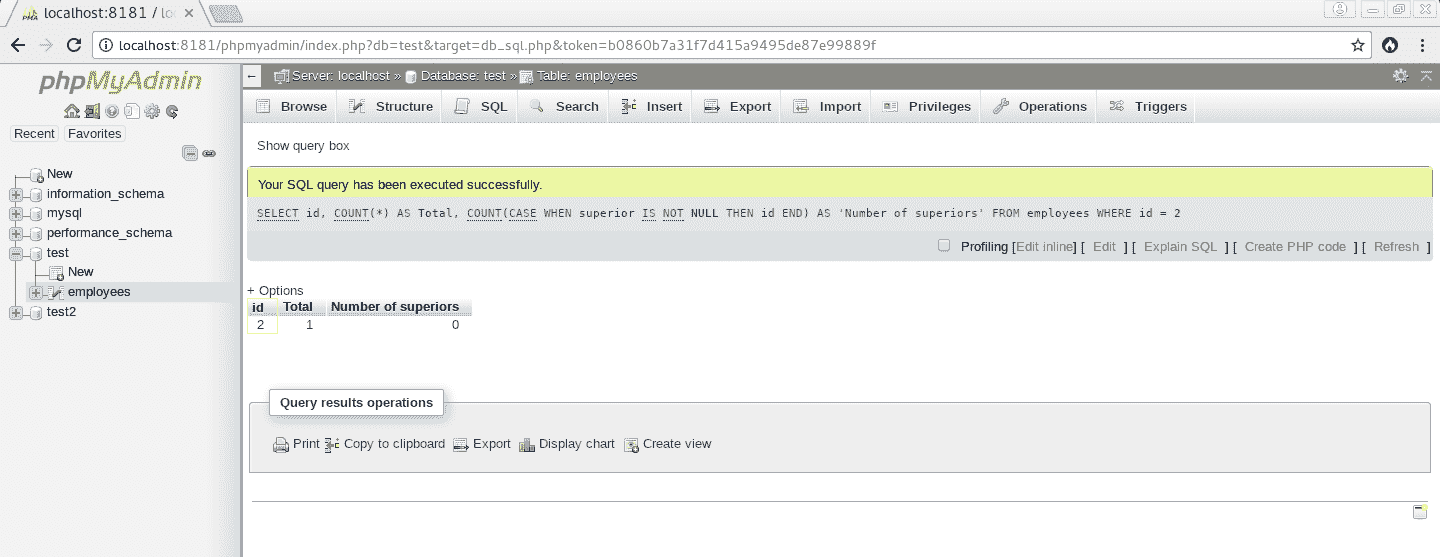 localhost:8181 / lo
localhost:8181/phpmyadmin/index.php?db=test&target=db_sql.php&token=b0860b7a31f7d415a9495de87e99889f
phpMyAdmin
Recent Favorites
New
information_schema
mysql
performance_schema
test
New
employees
test2
Server: localhost » Database: test » Table: employees
Browse Structure SQL Search Insert Export Import Privileges Operations Triggers
Show query box
Your SQL query has been executed successfully.
SELECT id, COUNT(*) AS Total, COUNT(CASE WHEN superior IS NOT NULL THEN id END) AS 'Number of superiors' FROM employees WHERE id = 2
Profiling [Edit inline] [ Edit ] [ Explain SQL ] [ Create PHP code ] [ Refresh ]
+ Options
id Total Number of superiors
2 1 0
Query results operations
Print Copy to clipboard Export Display chart Create view